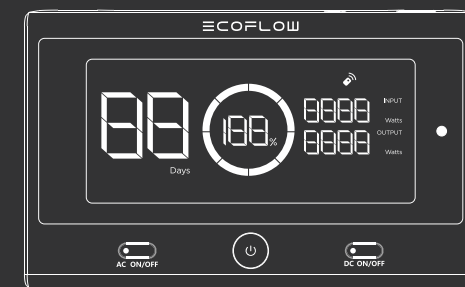 ECOFLOW
88
Days
188%
8888
INPUT
Watts
8888
OUTPUT
Watts
AC ON/OFF
DC ON/OFF